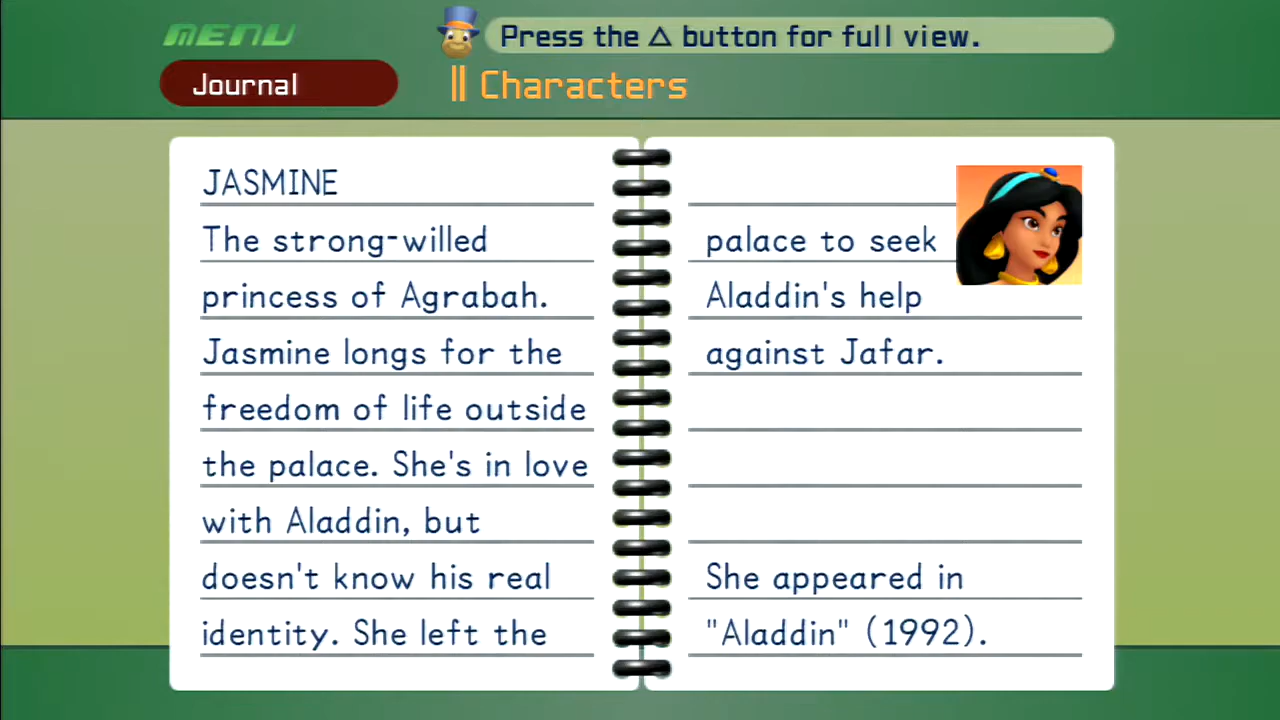 MENU
Press the △ button for full view.
Journal
Characters
JASMINE
The strong-willed
princess of Agrabah.
Jasmine longs for the
freedom of life outside
the palace. She's in love
with Aladdin, but
doesn't know his real
identity. She left the
palace to seek
Aladdin's help
against Jafar.
She appeared in
"Aladdin" (1992).